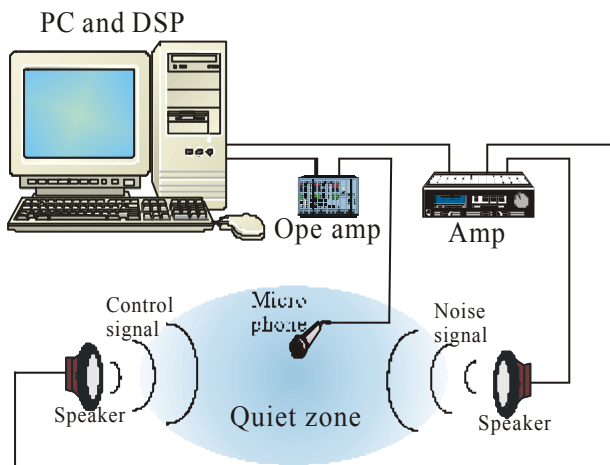 PC and DSP
Ope amp
Amp
Control
signal
Micro
phone
Noise
signal
Speaker
Quiet zone
Speaker